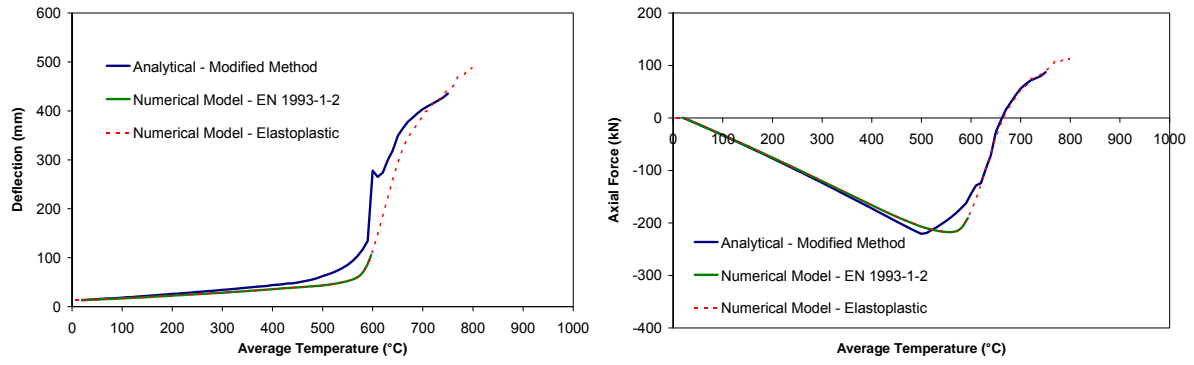 600
500
400
300
200
100
0
Deflection (mm)
Analytical - Modified Method
Numerical Model - EN 1993-1-2
Numerical Model - Elastoplastic
0 100 200 300 400 500 600 700 800 900 1000
Average Temperature (°C)
200
100
0
-100
-200
-300
-400
Axial Force (kN)
0 100 200 300 400 500 600 700 800 900 1000
Analytical - Modified Method
Numerical Model - EN 1993-1-2
Numerical Model - Elastoplastic
Average Temperature (°C)